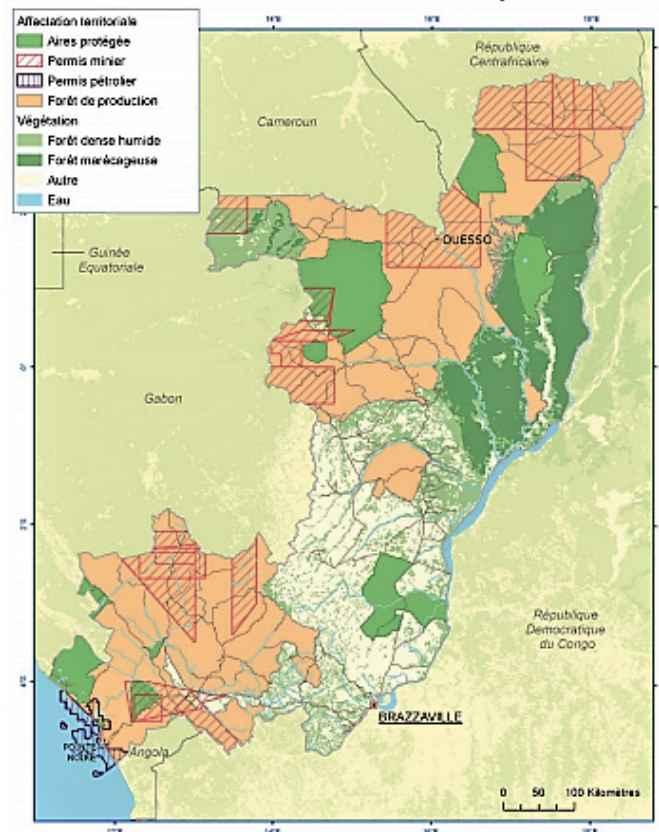 Affectation territoriale
Aires protégée
Permis minier
Permis pétrolier
Forêt de production
Végétation
Forêt dense humide
Forêt marécageuse
Autre
Eau
République
Centrafricaine
Cameroun
OUESSO
Guinée
Equatoriale
Gabon
République
Democratique
du Congo
BRAZZAVILLE
POINTE
NOIRE
Angola
0 50 100 Kilomètres